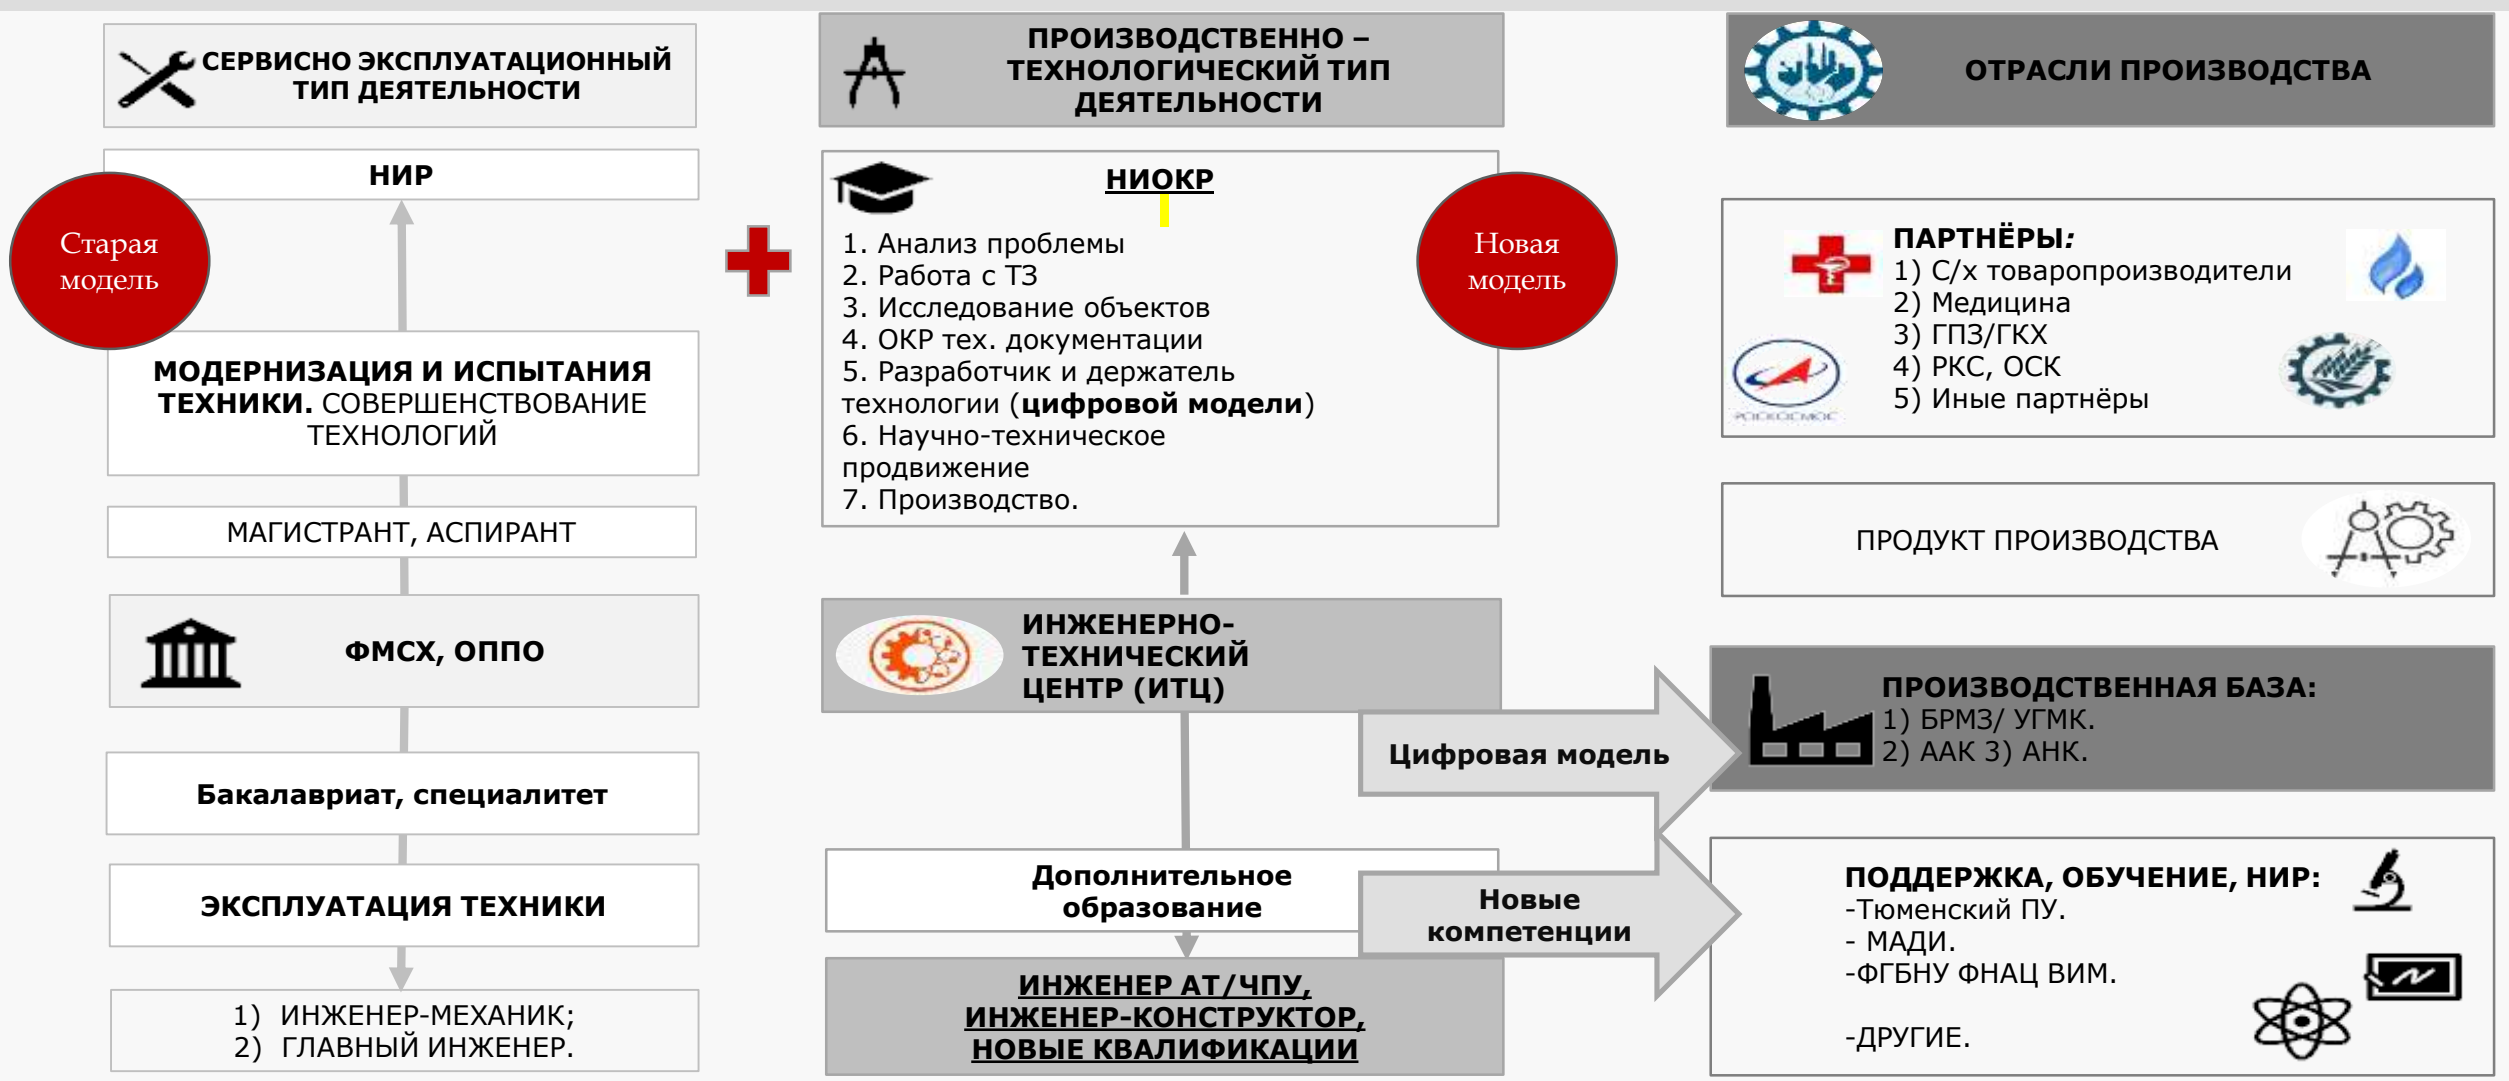 СЕРВИСНО ЭКСПЛУАТАЦИОННЫЙ
ТИП ДЕЯТЕЛЬНОСТИ
НИР
Старая
модель
МОДЕРНИЗАЦИЯ И ИСПЫТАНИЯ
ТЕХНИКИ. СОВЕРШЕНСТВОВАНИЕ
ТЕХНОЛОГИЙ
МАГИСТРАНТ, АСПИРАНТ
ФМСХ, ОППО
Бакалавриат, специалитет
ЭКСПЛУАТАЦИЯ ТЕХНИКИ
1) ИНЖЕНЕР-МЕХАНИК;
2) ГЛАВНЫЙ ИНЖЕНЕР.
ПРОИЗВОДСТВЕННО –
ТЕХНОЛОГИЧЕСКИЙ ТИП
ДЕЯТЕЛЬНОСТИ
НИОКР
1. Анализ проблемы
2. Работа с ТЗ
3. Исследование объектов
4. ОКР тех. документации
5. Разработчик и держатель
технологии (цифровой модели)
6. Научно-техническое
продвижение
7. Производство.
Новая
модель
ИНЖЕНЕРНО-
ТЕХНИЧЕСКИЙ
ЦЕНТР (ИТЦ)
Цифровая модель
Дополнительное
образование
Новые
компетенции
ИНЖЕНЕР АТ/ЧПУ,
ИНЖЕНЕР-КОНСТРУКТОР,
НОВЫЕ КВАЛИФИКАЦИИ
ОТРАСЛИ ПРОИЗВОДСТВА
ПАРТНЁРЫ:
1) С/х товаропроизводители
2) Медицина
3) ГПЗ/ГКХ
4) РКС, ОСК
5) Иные партнёры
РОСКОСМОС
ПРОДУКТ ПРОИЗВОДСТВА
ПРОИЗВОДСТВЕННАЯ БАЗА:
1) БРМЗ/ УГМК.
2) ААК 3) АНК.
ПОДДЕРЖКА, ОБУЧЕНИЕ, НИР:
-Тюменский ПУ.
- МАДИ.
-ФГБНУ ФНАЦ ВИМ.
-ДРУГИЕ.